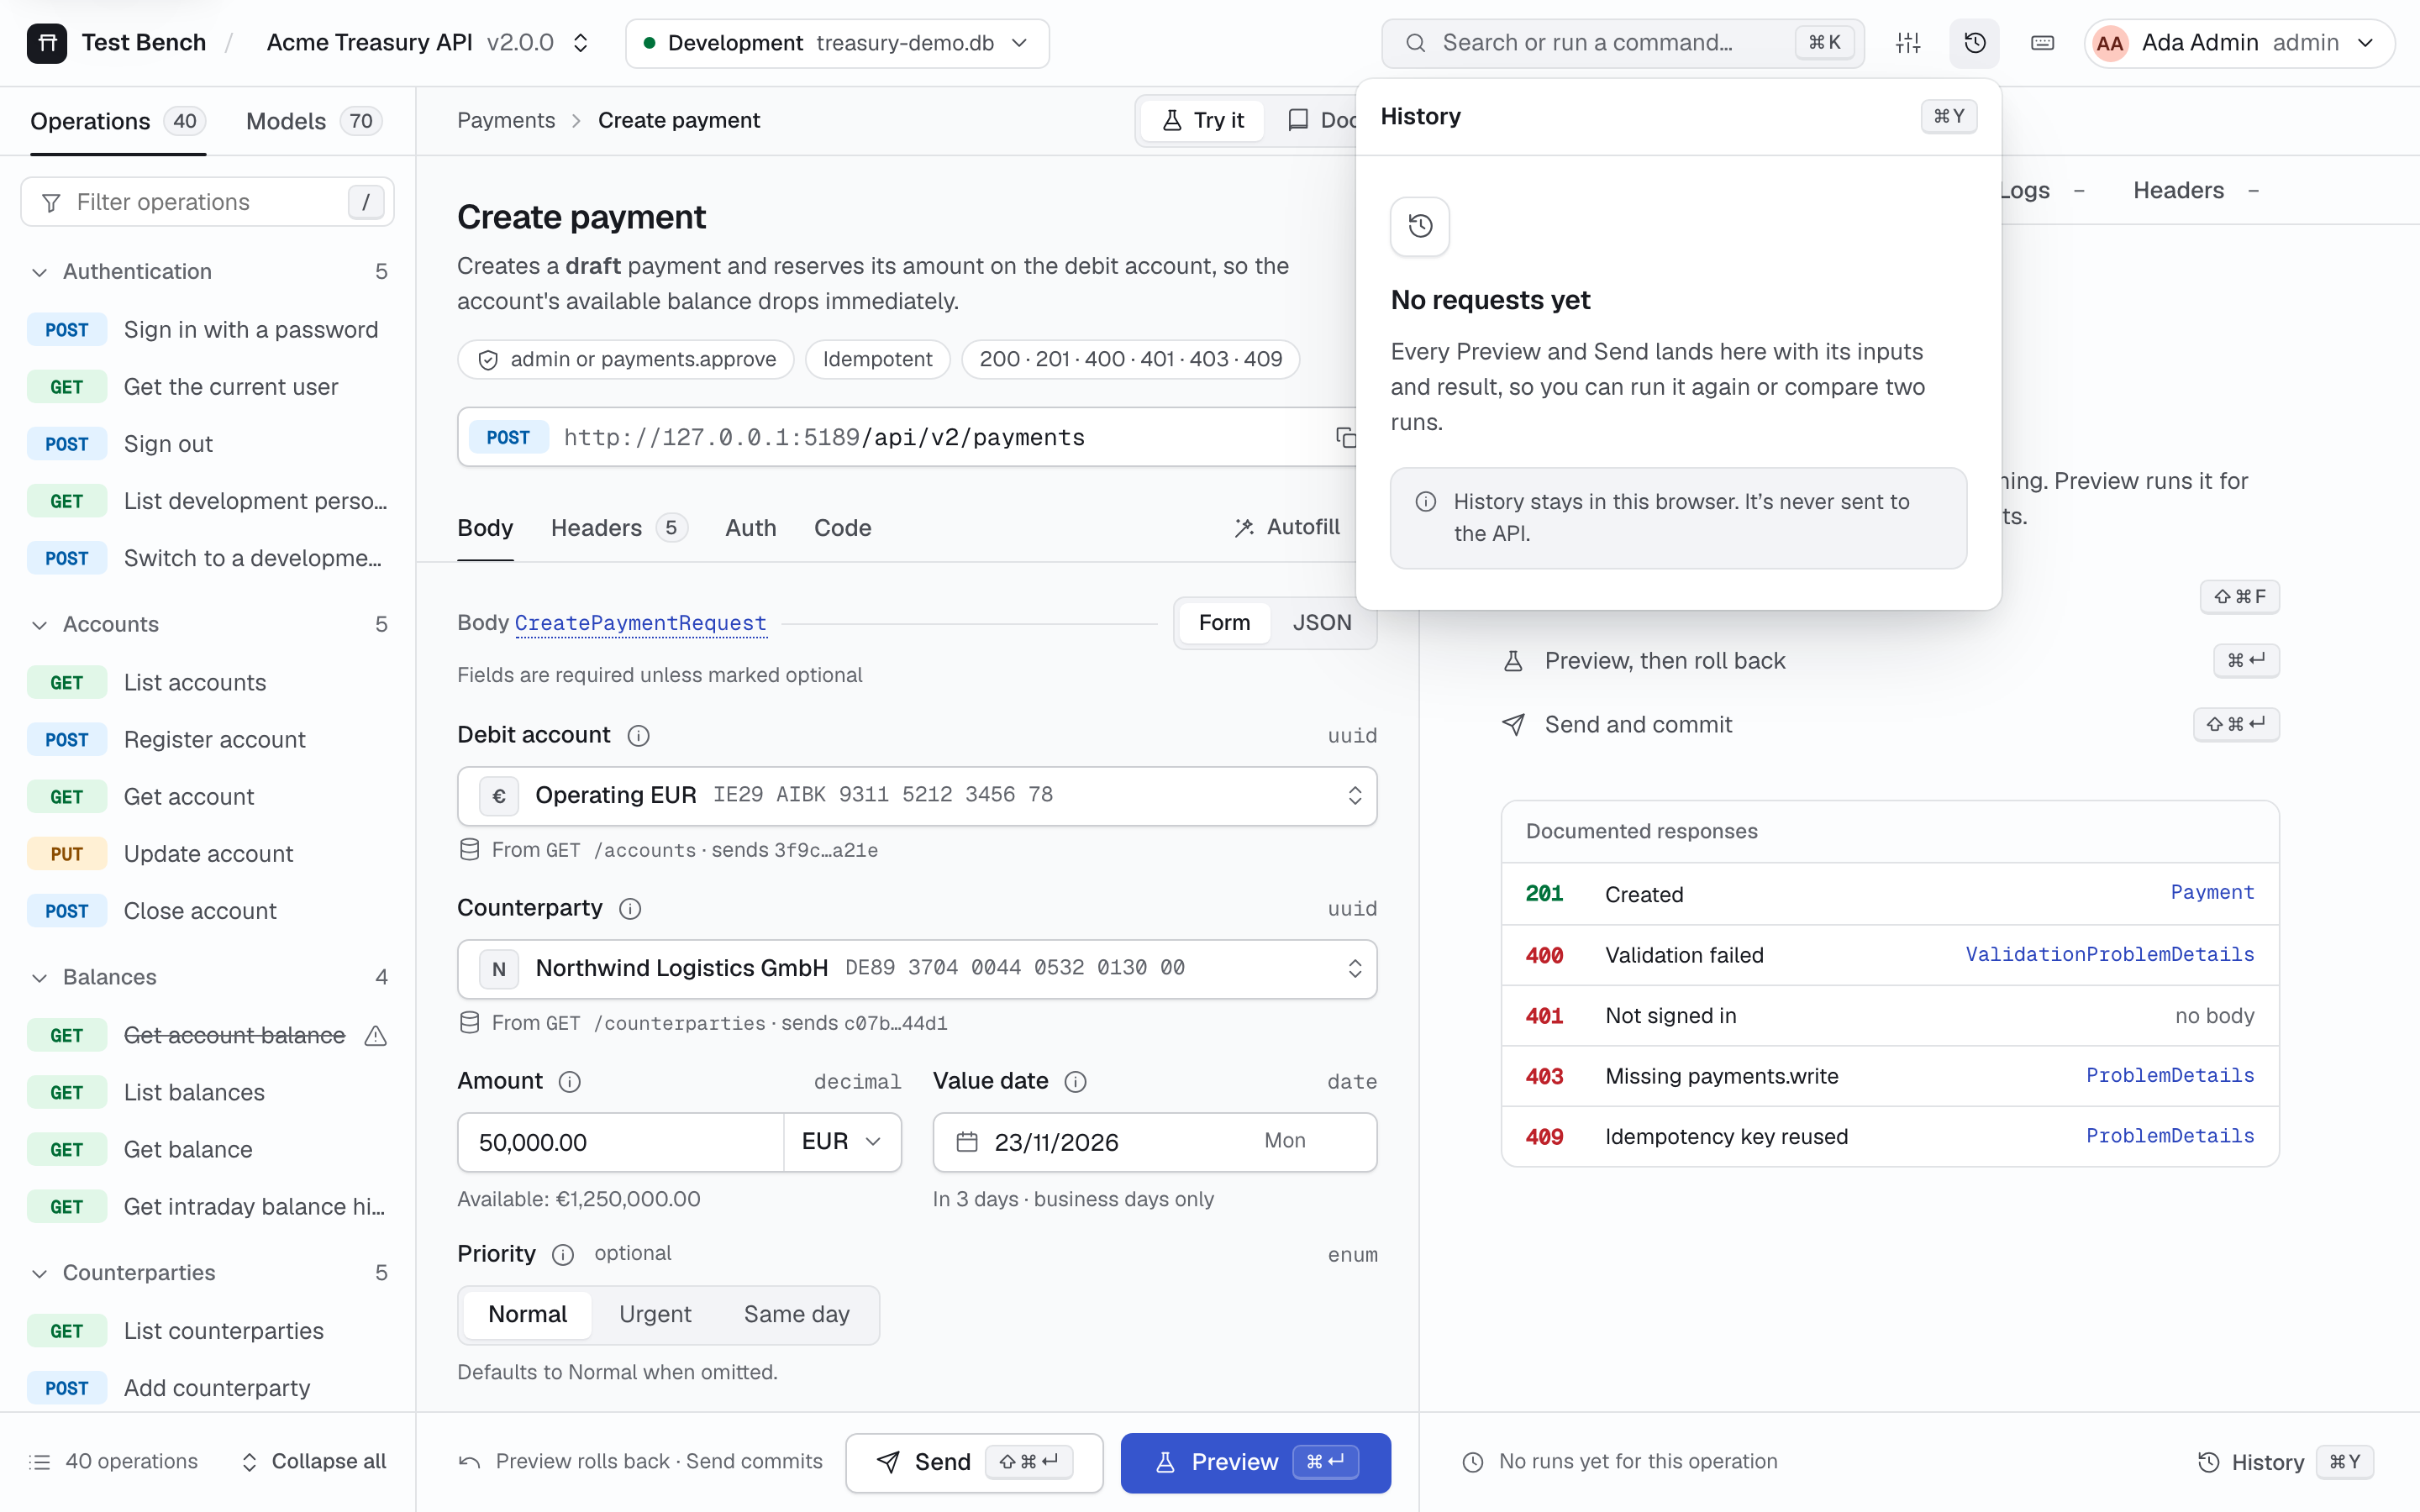 Test Bench / Acme Treasury API v2.0.0
Development treasury-demo.db
Search or run a command... ⌘K
AA Ada Admin admin
Operations 40 Models 70
Filter operations /
Authentication 5
POST Sign in with a password
GET Get the current user
POST Sign out
GET List development perso...
POST Switch to a developme...
Accounts 5
GET List accounts
POST Register account
GET Get account
PUT Update account
POST Close account
Balances 4
GET Get account balance
GET List balances
GET Get balance
GET Get intraday balance hi...
Counterparties 5
GET List counterparties
POST Add counterparty
40 operations Collapse all
Payments > Create payment
Try it Doc
Create payment
Creates a draft payment and reserves its amount on the debit account, so the
account's available balance drops immediately.
admin or payments.approve Idempotent 200 · 201 · 400 · 401 · 403 · 409
POST http://127.0.0.1:5189/api/v2/payments
Body Headers 5 Auth Code Autofill
Body CreatePaymentRequest Form JSON
Fields are required unless marked optional
Debit account uuid
€ Operating EUR IE29 AIBK 9311 5212 3456 78
From GET /accounts · sends 3f9c…a21e
Counterparty uuid
N Northwind Logistics GmbH DE89 3704 0044 0532 0130 00
From GET /counterparties · sends c07b…44d1
Amount decimal
50,000.00 EUR
Available: €1,250,000.00
Value date date
23/11/2026 Mon
In 3 days · business days only
Priority optional enum
Normal Urgent Same day
Defaults to Normal when omitted.
Preview rolls back · Send commits Send ⇧⌘↵ Preview ⌘↵
History ⌘Y
No requests yet
Every Preview and Send lands here with its inputs
and result, so you can run it again or compare two
runs.
History stays in this browser. It’s never sent to
the API.
Logs – Headers –
ning. Preview runs it for
ts.
⇧⌘F
Preview, then roll back ⌘↵
Send and commit ⇧⌘↵
Documented responses
201 Created Payment
400 Validation failed ValidationProblemDetails
401 Not signed in no body
403 Missing payments.write ProblemDetails
409 Idempotency key reused ProblemDetails
No runs yet for this operation History ⌘Y